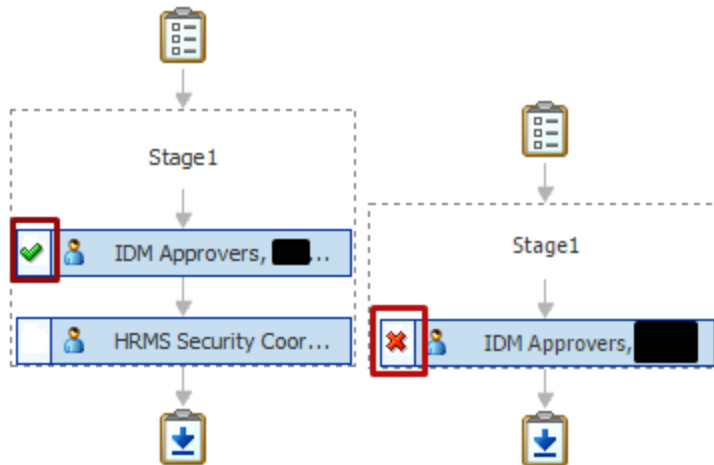 Stage1
IDM Approvers, ...
HRMS Security Coor...
Stage1
IDM Approvers,